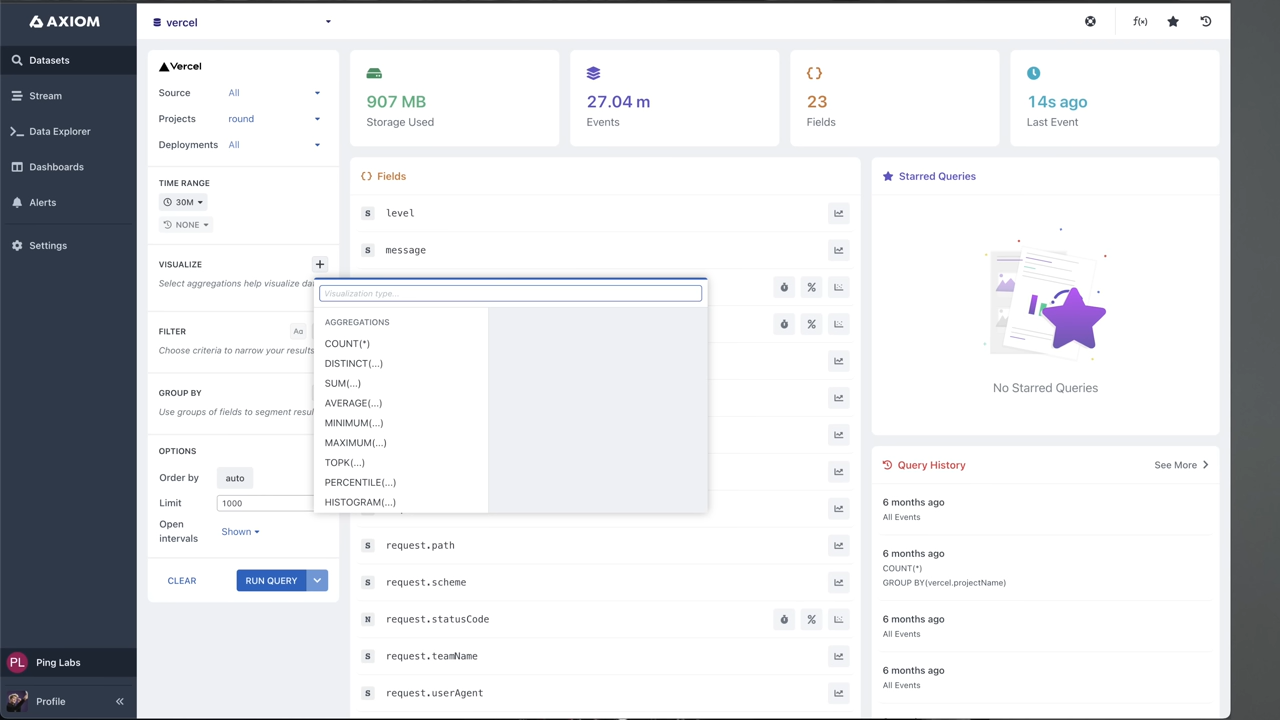 AXIOM
Datasets
Stream
Data Explorer
Dashboards
Alerts
Settings
PL Ping Labs
Profile
vercel
f(x)
Vercel
Source All
Projects round
Deployments All
TIME RANGE
30M
NONE
VISUALIZE
Select aggregations help visualize da
FILTER Aa
Choose criteria to narrow your results
GROUP BY
Use groups of fields to segment resul
OPTIONS
Order by auto
Limit 1000
Open intervals Shown
CLEAR RUN QUERY
Visualization type...
AGGREGATIONS
COUNT(*)
DISTINCT(...)
SUM(...)
AVERAGE(...)
MINIMUM(...)
MAXIMUM(...)
TOPK(...)
PERCENTILE(...)
HISTOGRAM(...)
907 MB
Storage Used
27.04 m
Events
23
Fields
14s ago
Last Event
Fields
S level
S message
S request.path
S request.scheme
N request.statusCode
S request.teamName
S request.userAgent
Starred Queries
No Starred Queries
Query History See More
6 months ago
All Events
6 months ago
COUNT(*)
GROUP BY(vercel.projectName)
6 months ago
All Events
6 months ago
All Events